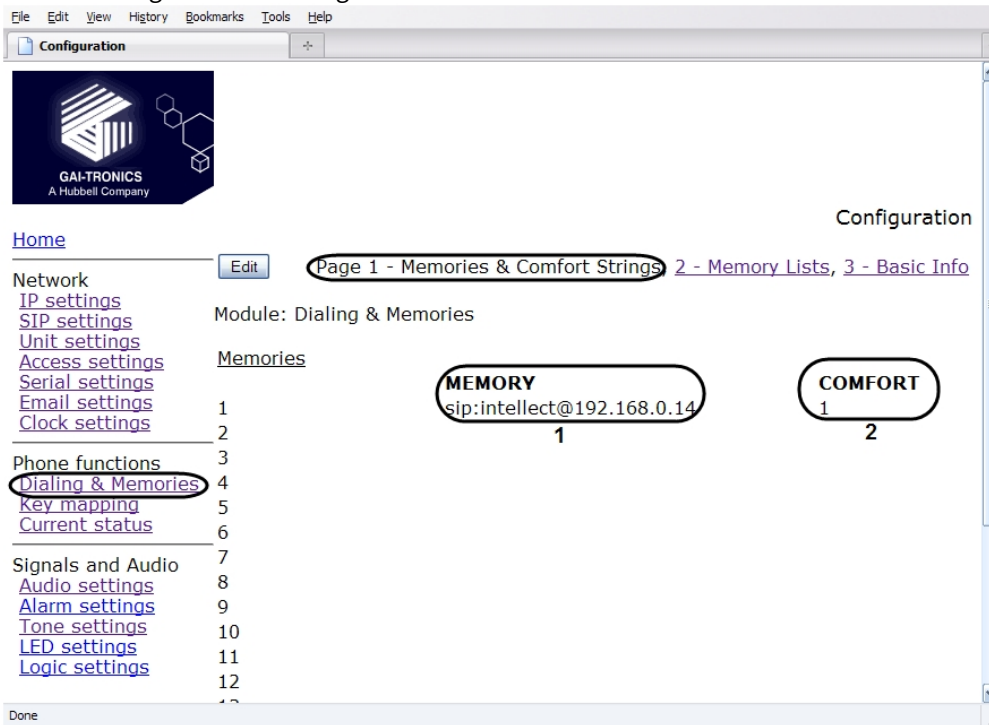 File Edit View History Bookmarks Tools Help
Configuration
GAI-TRONICS
A Hubbell Company
Configuration
Home
Edit
Page 1 - Memories & Comfort Strings, 2 - Memory Lists, 3 - Basic Info
Network
IP settings
SIP settings
Unit settings
Access settings
Serial settings
Email settings
Clock settings
Phone functions
Dialing & Memories
Key mapping
Current status
Signals and Audio
Audio settings
Alarm settings
Tone settings
LED settings
Logic settings
Module: Dialing & Memories
Memories
MEMORY COMFORT
1 sip:intellect@192.168.0.14 1
1 2
2
3
4
5
6
7
8
9
10
11
12
Done